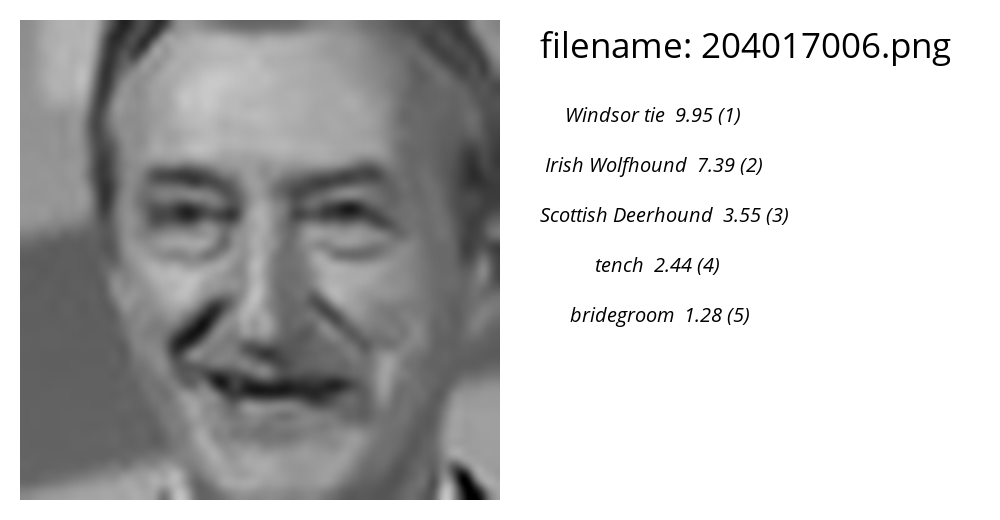 filename: 204017006.png
Windsor tie 9.95 (1)
Irish Wolfhound 7.39 (2)
Scottish Deerhound 3.55 (3)
tench 2.44 (4)
bridegroom 1.28 (5)